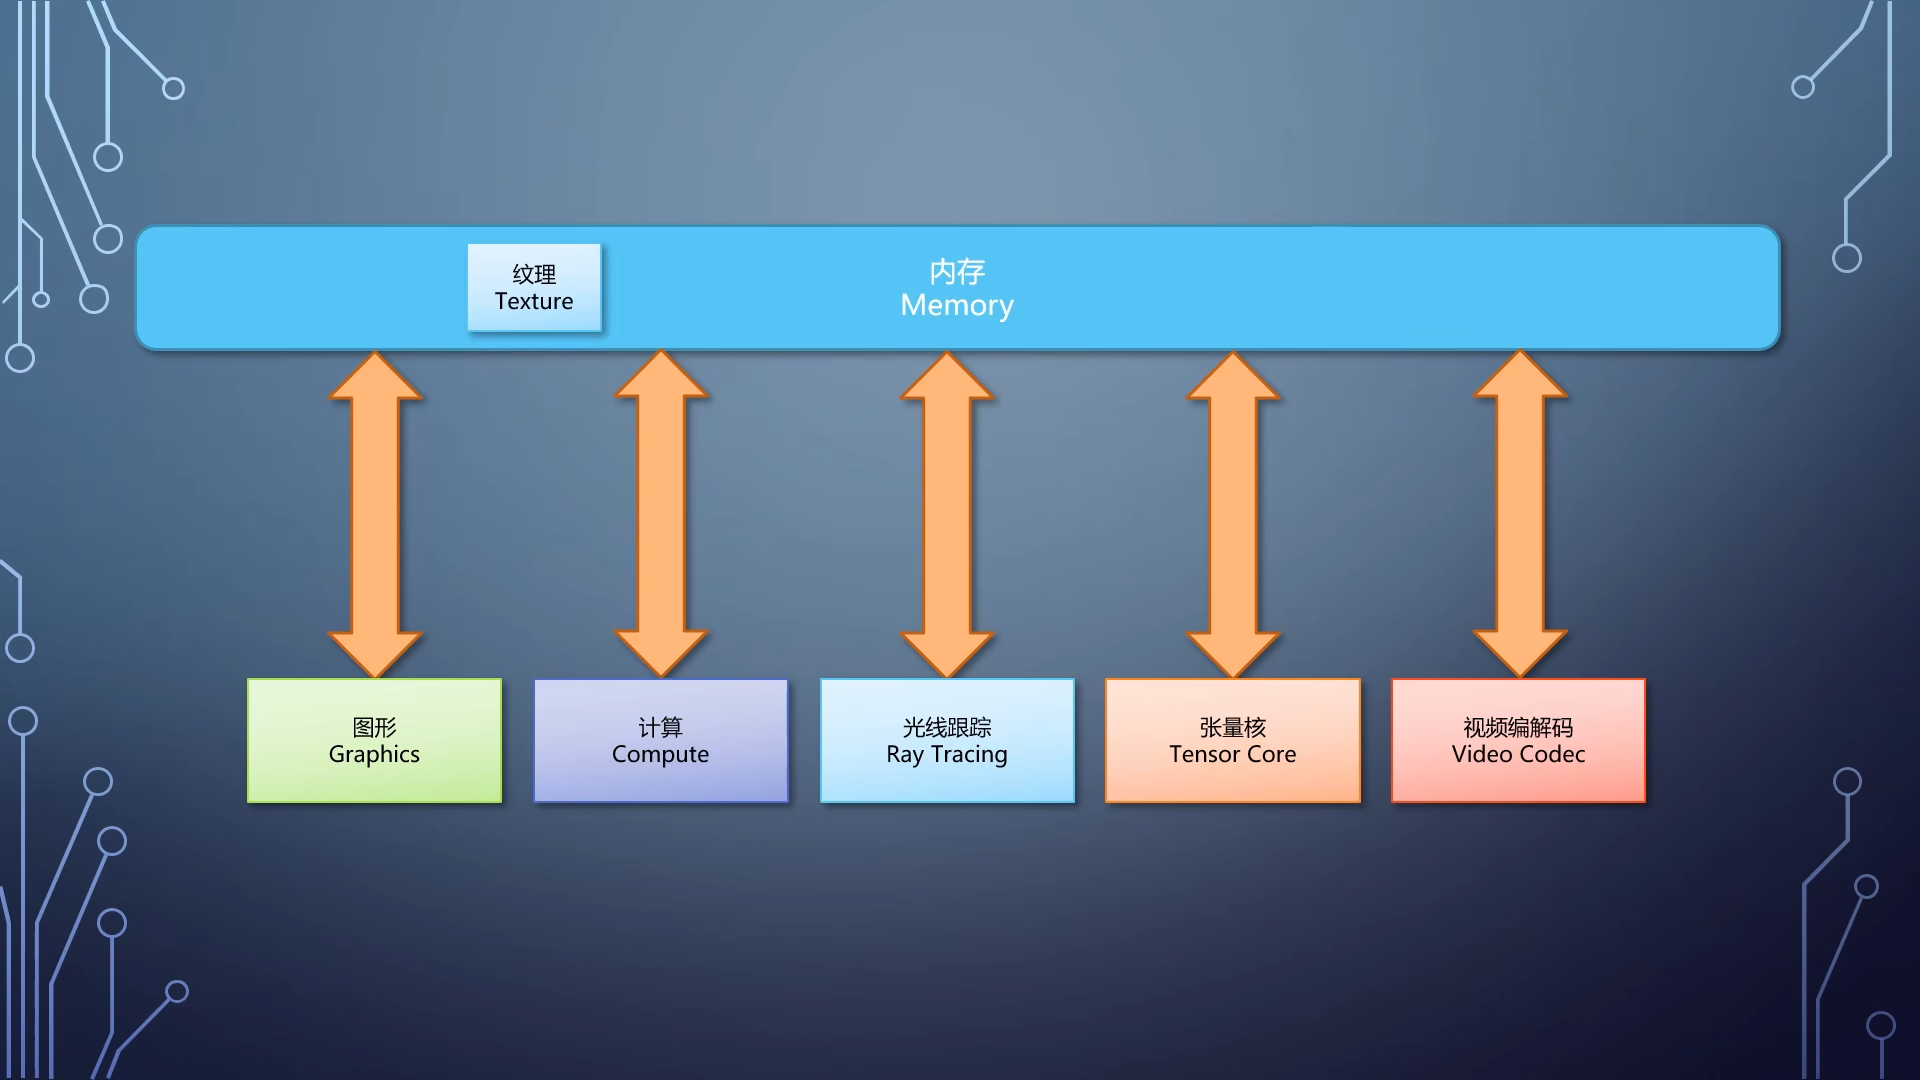 纹理
Texture
内存
Memory
图形
Graphics
计算
Compute
光线跟踪
Ray Tracing
张量核
Tensor Core
视频编解码
Video Codec